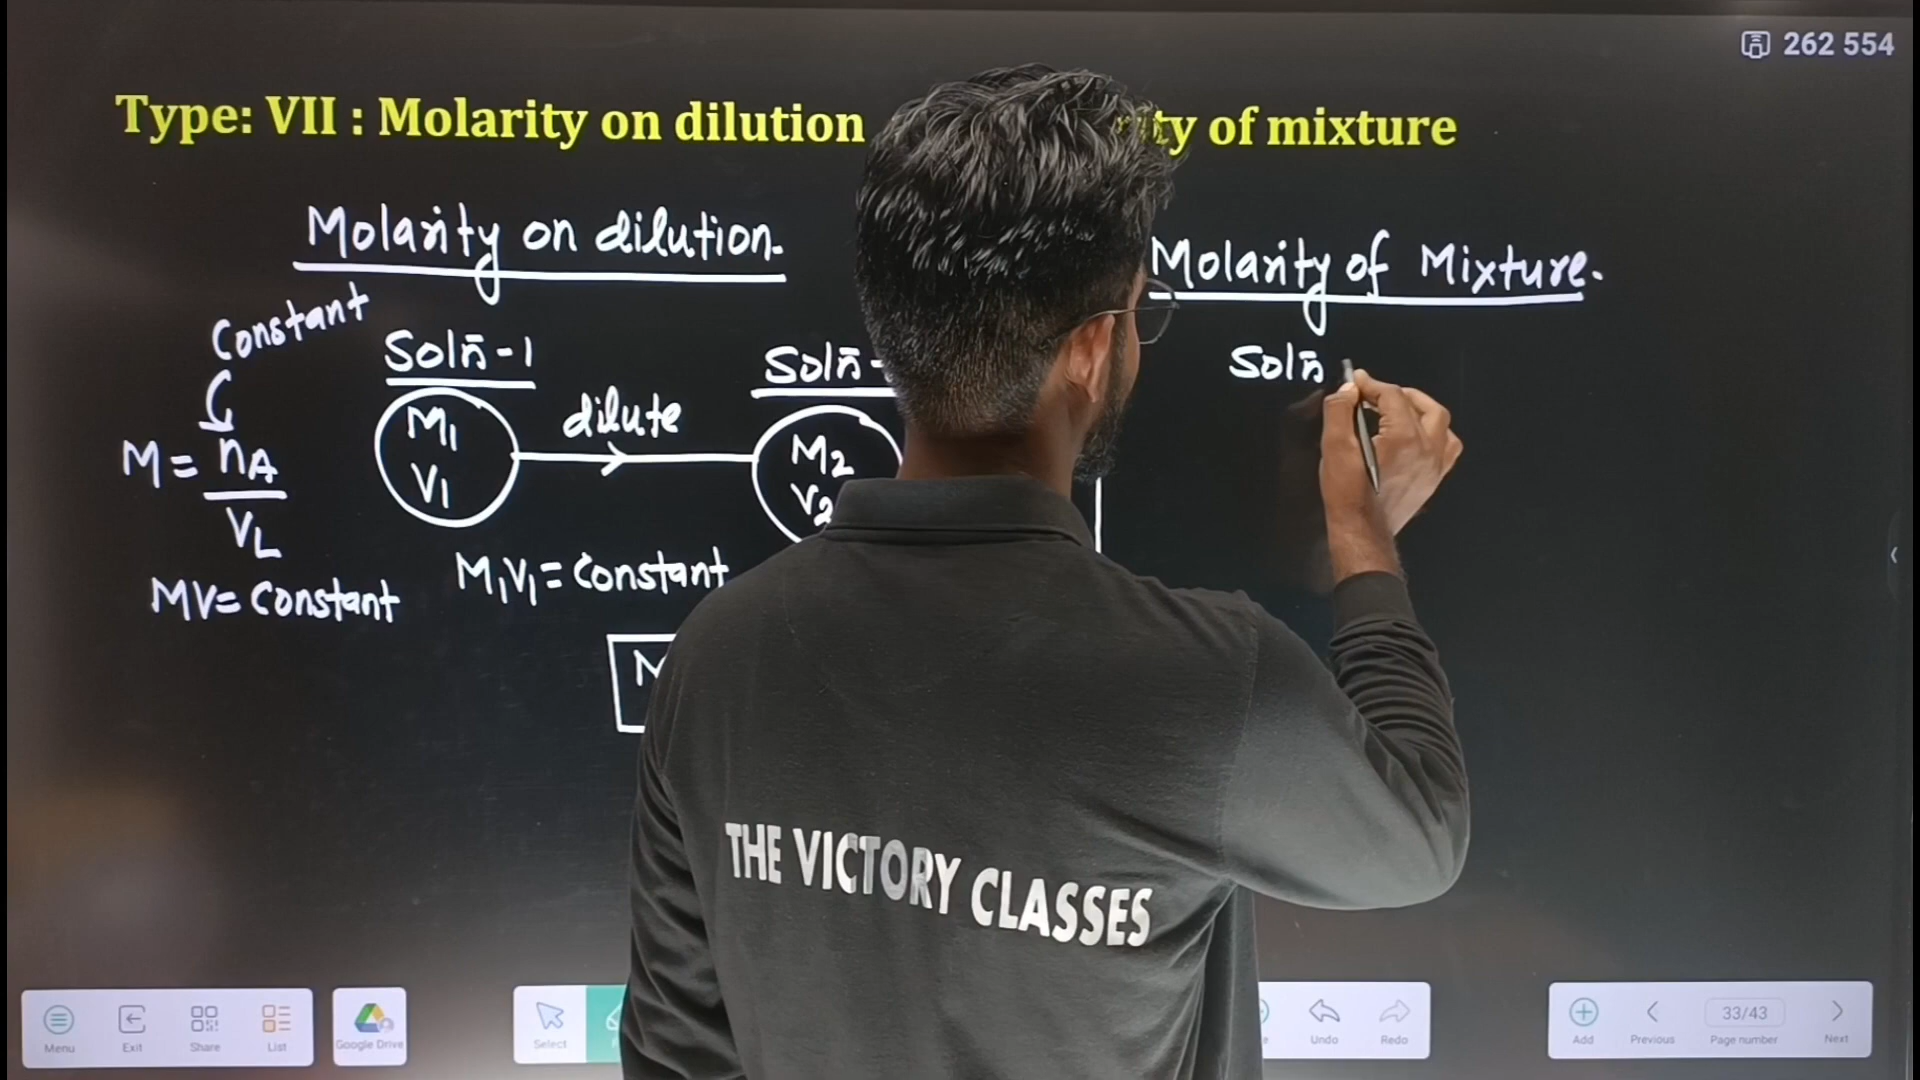 262 554
Type: VII : Molarity on dilution
ty of mixture
Molarity on dilution.
Constant
Soln̄-1
dilute
Soln̄-
M1
V1
M2
V2
M = nA
VL
MV = Constant
M1V1 = Constant
Molarity of Mixture.
Soln̄
THE VICTORY CLASSES
Menu
Exit
Share
List
Google Drive
Select
Undo
Redo
Add
Previous
33/43
Page number
Next